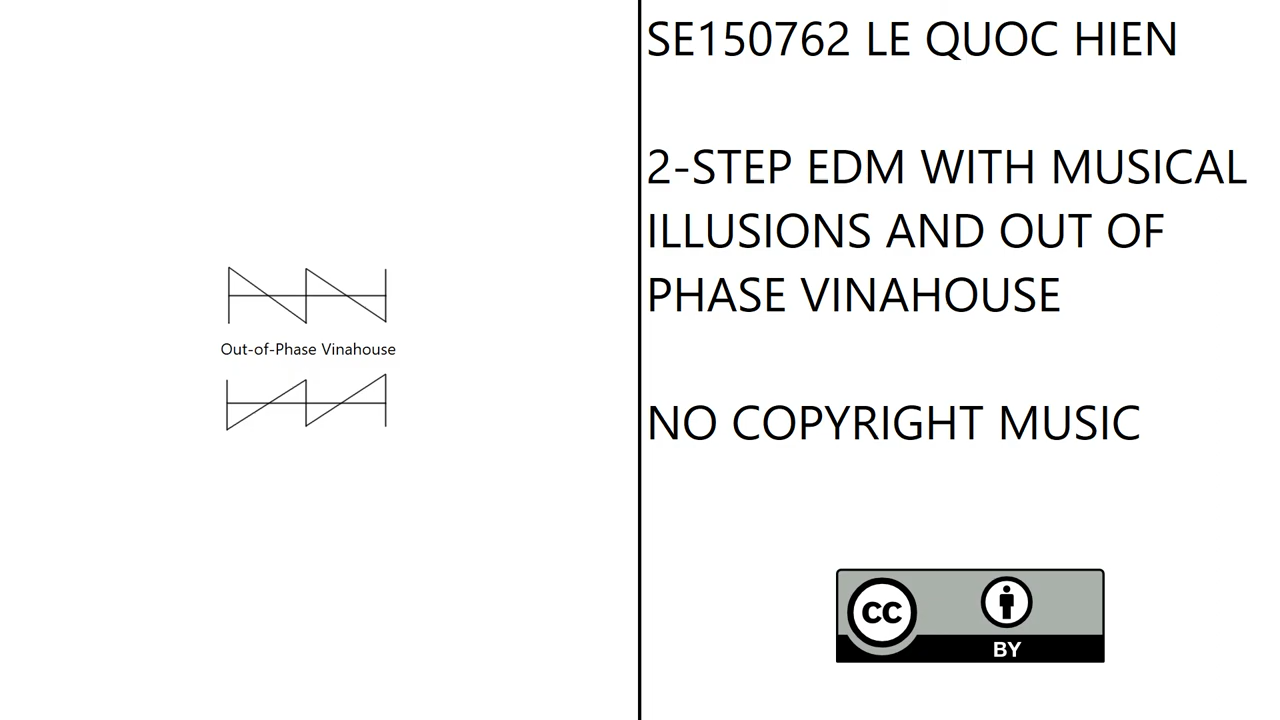 Out-of-Phase Vinahouse
SE150762 LE QUOC HIEN
2-STEP EDM WITH MUSICAL
ILLUSIONS AND OUT OF
PHASE VINAHOUSE
NO COPYRIGHT MUSIC
CC
BY